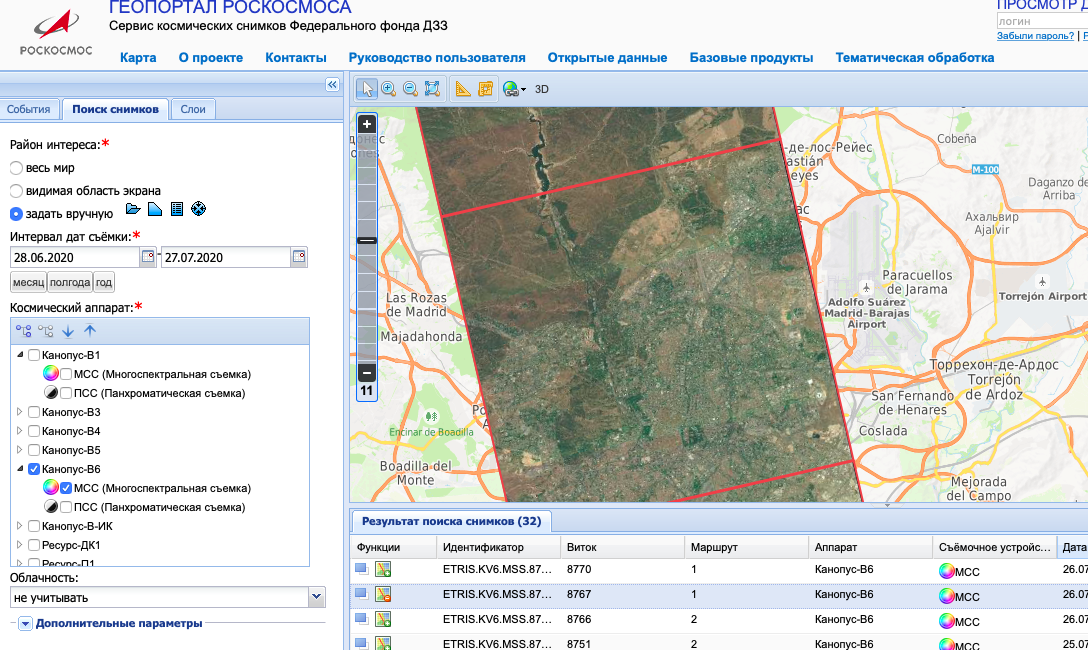 ГЕОПОРТАЛ РОСКОСМОСА
Сервис космических снимков Федерального фонда ДЗЗ
РОСКОСМОС
ПРОСМОТР Д
логин
Забыли пароль? |
Карта О проекте Контакты Руководство пользователя Открытые данные Базовые продукты Тематическая обработка
События Поиск снимков Слои
Район интереса:*
весь мир
видимая область экрана
задать вручную
Интервал дат съёмки:*
28.06.2020 - 27.07.2020
месяц полгода год
Космический аппарат:*
Канопус-В1
МСС (Многоспектральная съемка)
ПСС (Панхроматическая съемка)
Канопус-В3
Канопус-В4
Канопус-В5
Канопус-В6
МСС (Многоспектральная съемка)
ПСС (Панхроматическая съемка)
Канопус-В-ИК
Ресурс-ДК1
Ресурс-П1
Облачность:*
не учитывать
Дополнительные параметры
3D
+
−
11
-де-лос-Рейес
astián
eyes
ac
Cobeña
M-100
Daganzo de
Arriba
Ахальвир
Ajalvir
Paracuellos
de Jarama
Adolfo Suárez
Madrid-Barajas
Airport
Torrejón Airport
Las Rozas
de Madrid
Majadahonda
Торрехон-де-Ардос
Torrejón
de Ardoz
San Fernando
de Henares
Coslada
Encinar de Boadilla
Boadilla del
Monte
Mejorada
del Campo
Результат поиска снимков (32)
Функции Идентификатор Виток Маршрут Аппарат Съёмочное устройс... Дата
ETRIS.KV6.MSS.87... 8770 1 Канопус-В6 МСС 26.07
ETRIS.KV6.MSS.87... 8767 1 Канопус-В6 МСС 26.07
ETRIS.KV6.MSS.87... 8766 2 Канопус-В6 МСС 26.07
ETRIS.KV6.MSS.87... 8751 2 Канопус-В6 МСС 25.07